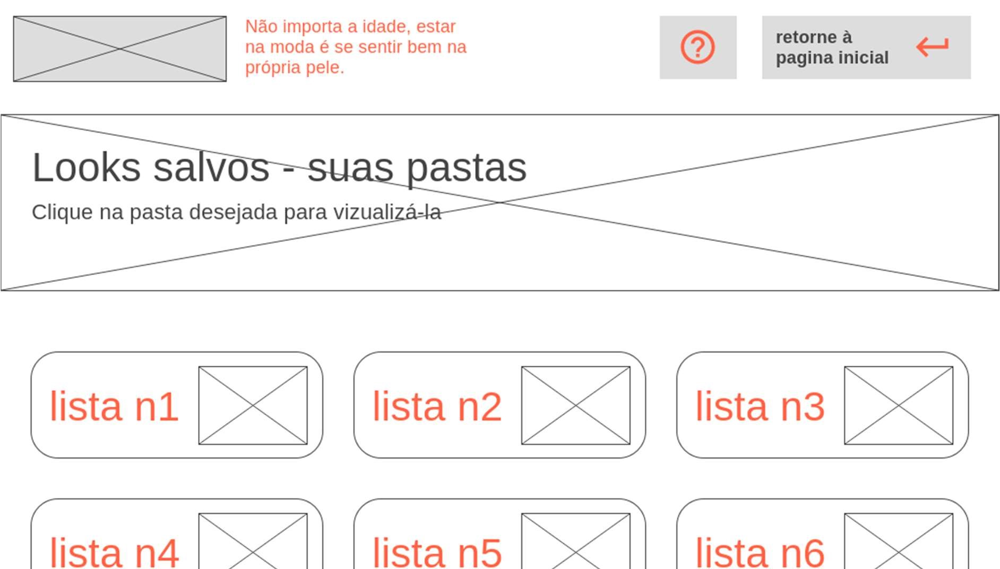 Não importa a idade, estar
na moda é se sentir bem na
própria pele.
retorne à
pagina inicial
Looks salvos - suas pastas
Clique na pasta desejada para vizualizá-la
lista n1
lista n2
lista n3
lista n4
lista n5
lista n6